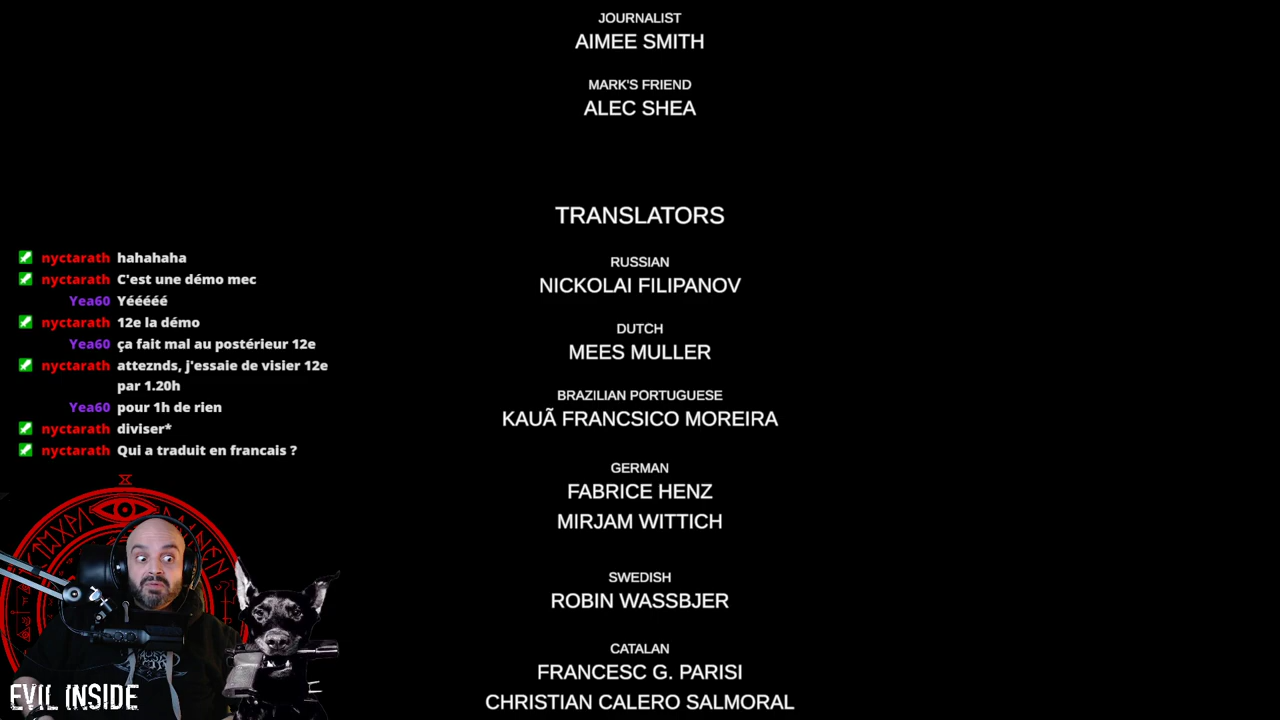 JOURNALIST
AIMEE SMITH
MARK'S FRIEND
ALEC SHEA
TRANSLATORS
RUSSIAN
NICKOLAI FILIPANOV
DUTCH
MEES MULLER
BRAZILIAN PORTUGUESE
KAUÃ FRANCSICO MOREIRA
GERMAN
FABRICE HENZ
MIRJAM WITTICH
SWEDISH
ROBIN WASSBJER
CATALAN
FRANCESC G. PARISI
CHRISTIAN CALERO SALMORAL
nyctarath hahahaha
nyctarath C'est une démo mec
Yea60 Yééééé
nyctarath 12e la démo
Yea60 ça fait mal au postérieur 12e
nyctarath atteznds, j'essaie de visier 12e
par 1.20h
Yea60 pour 1h de rien
nyctarath diviser*
nyctarath Qui a traduit en francais ?
EVIL INSIDE